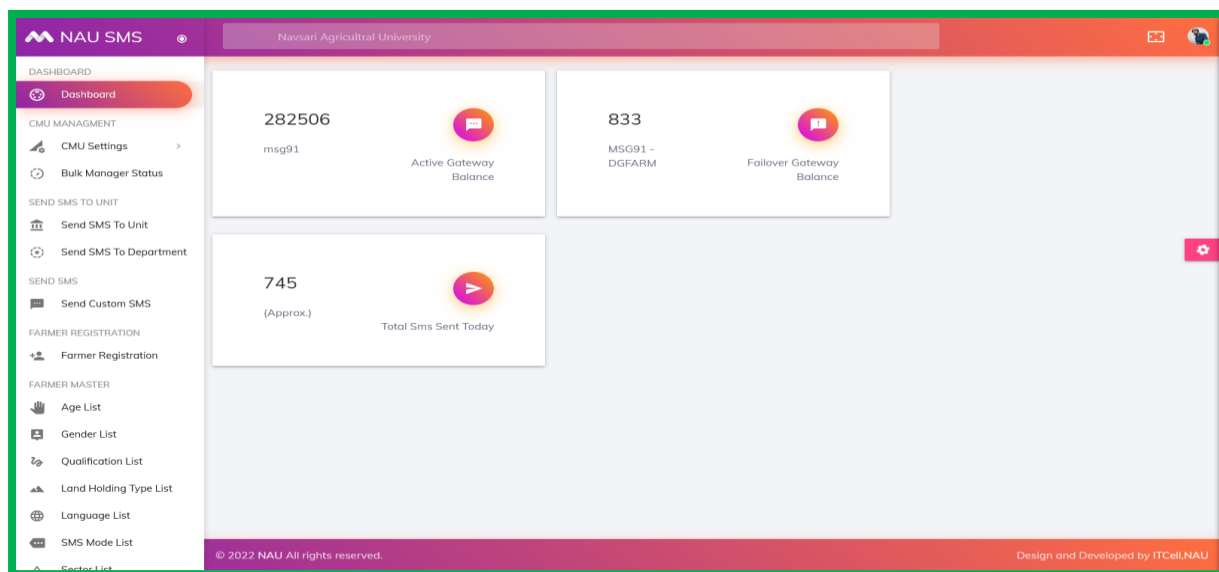 NAU SMS
Navsari Agricultral University
DASHBOARD
Dashboard
CMU MANAGMENT
CMU Settings
Bulk Manager Status
SEND SMS TO UNIT
Send SMS To Unit
Send SMS To Department
SEND SMS
Send Custom SMS
FARMER REGISTRATION
Farmer Registration
FARMER MASTER
Age List
Gender List
Qualification List
Land Holding Type List
Language List
SMS Mode List
Sector List
282506
msg91
Active Gateway
Balance
833
MSG91 -
DGFARM
Failover Gateway
Balance
745
(Approx.)
Total Sms Sent Today
© 2022 NAU All rights reserved.
Design and Developed by ITCell,NAU